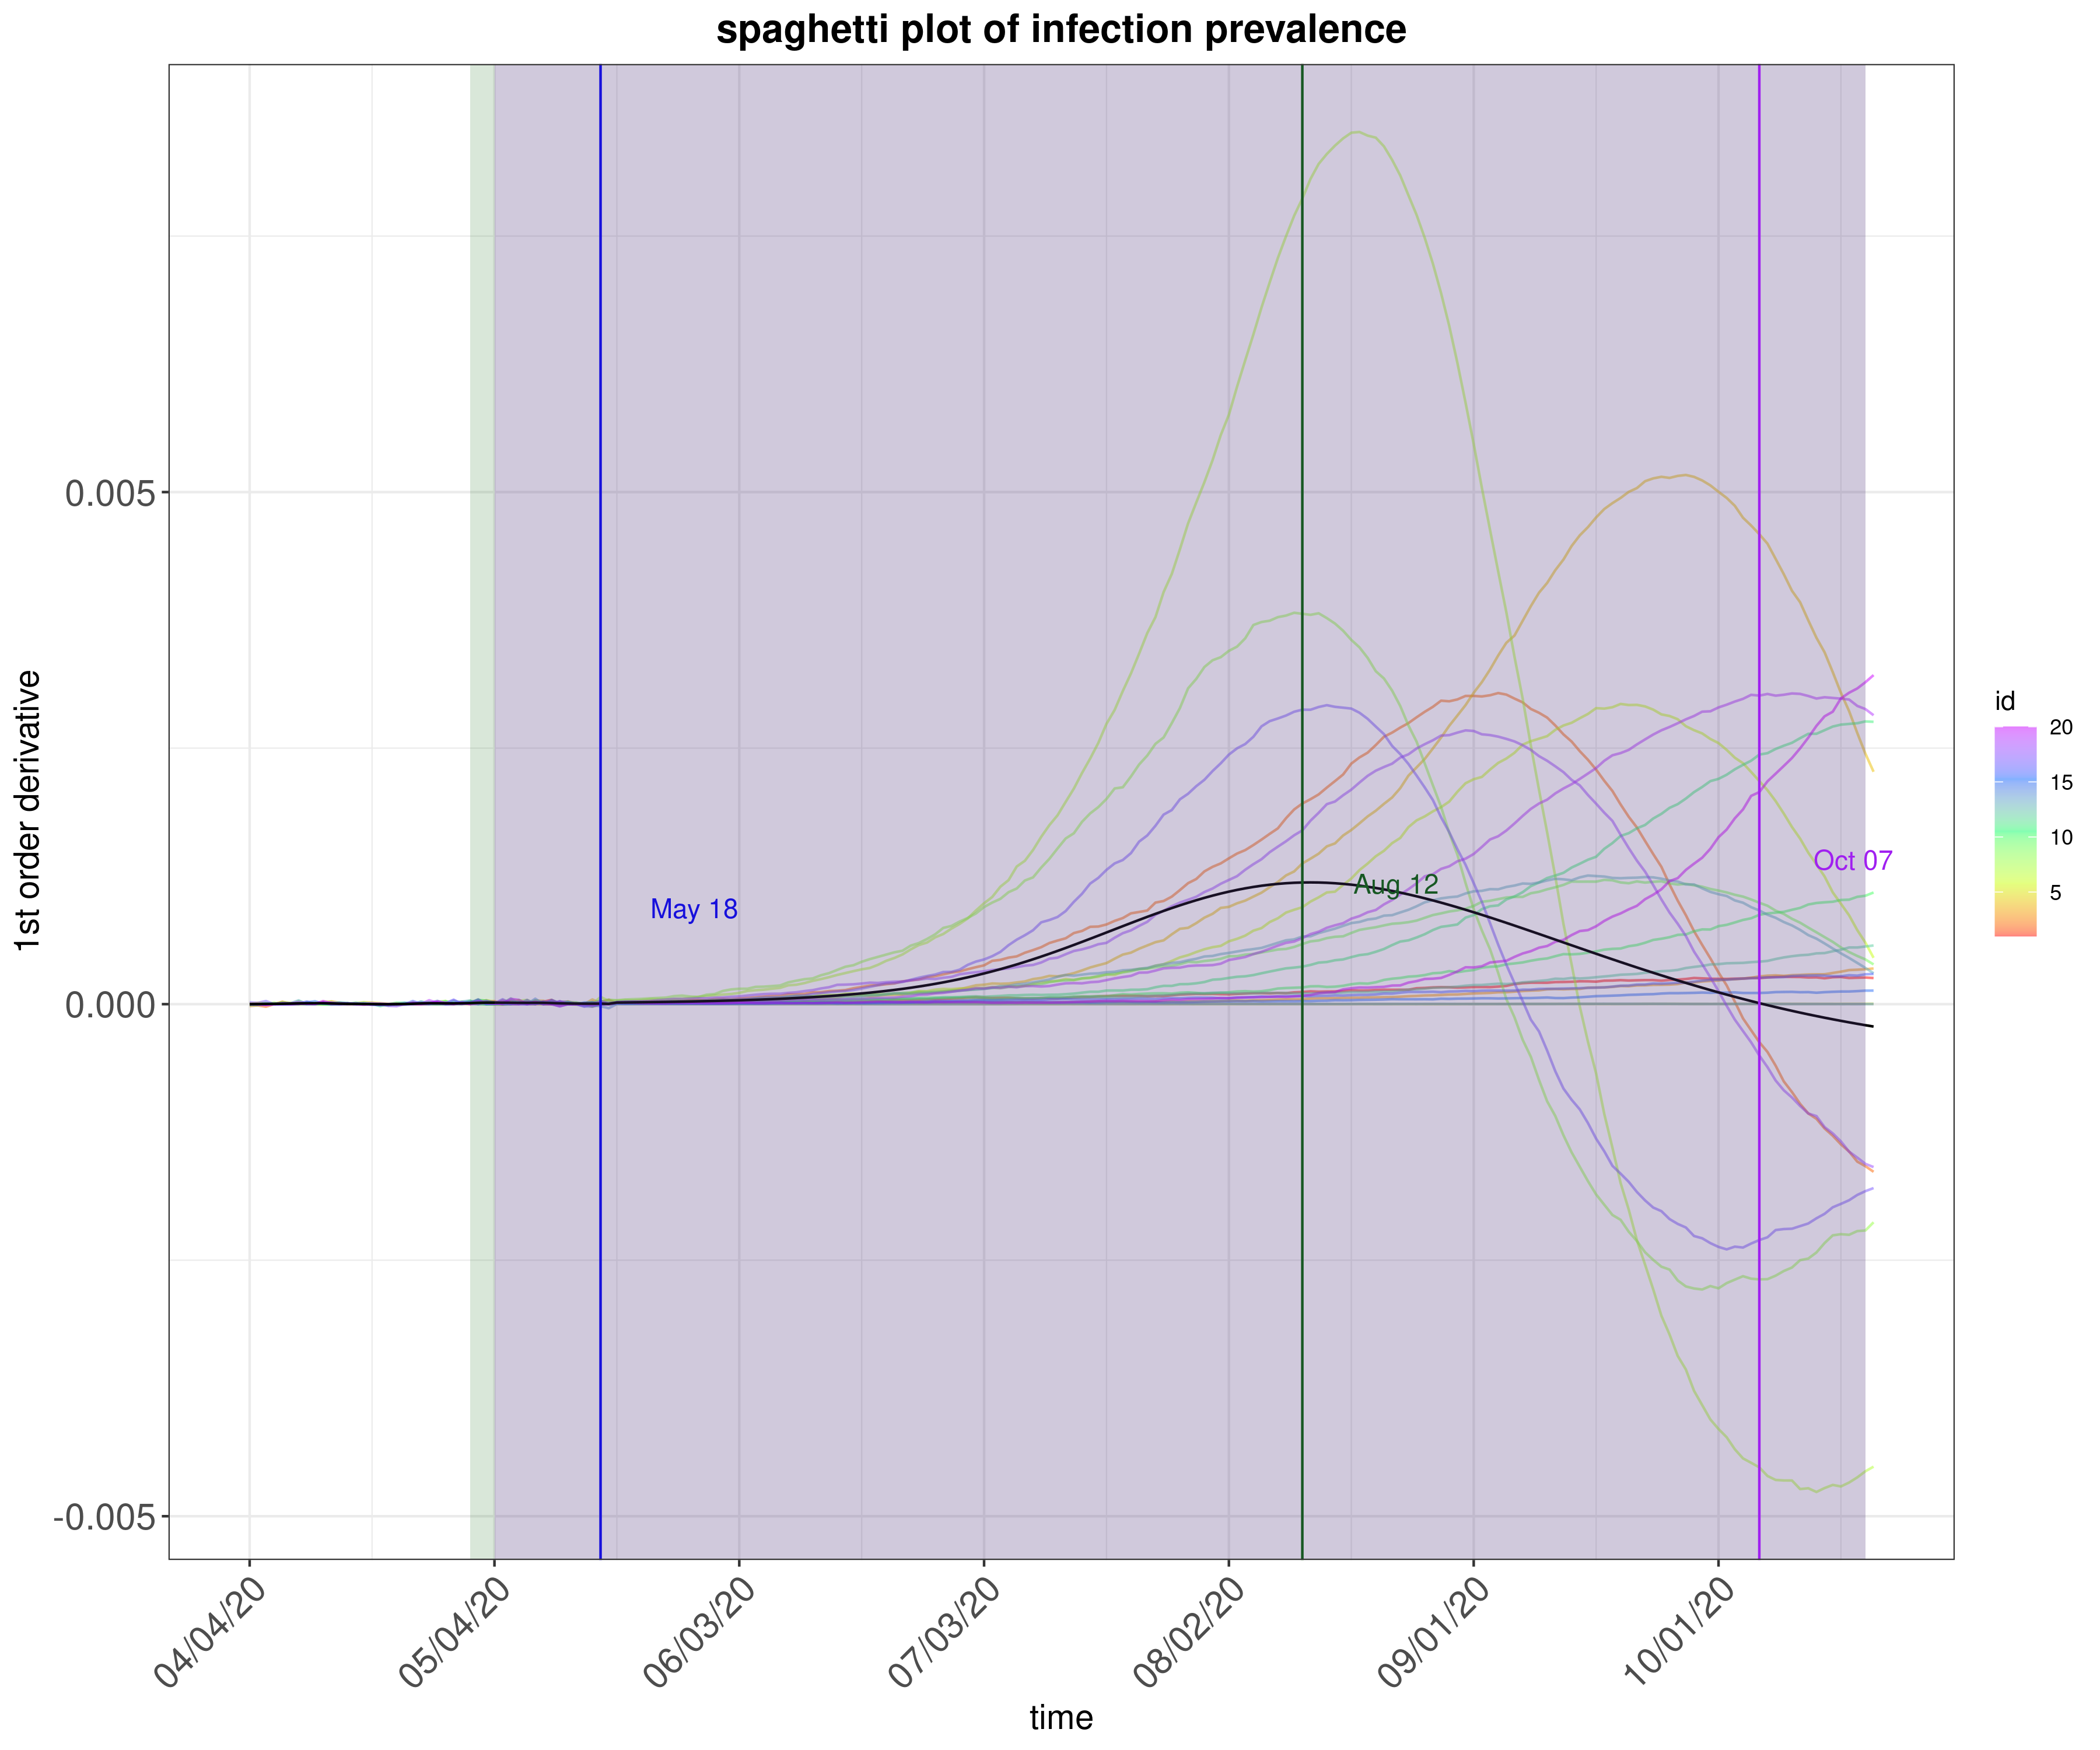 spaghetti plot of infection prevalence
1st order derivative
0.005
0.000
-0.005
May 18
Aug 12
Oct 07
id
20
15
10
5
04/04/20
05/04/20
06/03/20
07/03/20
08/02/20
09/01/20
10/01/20
time